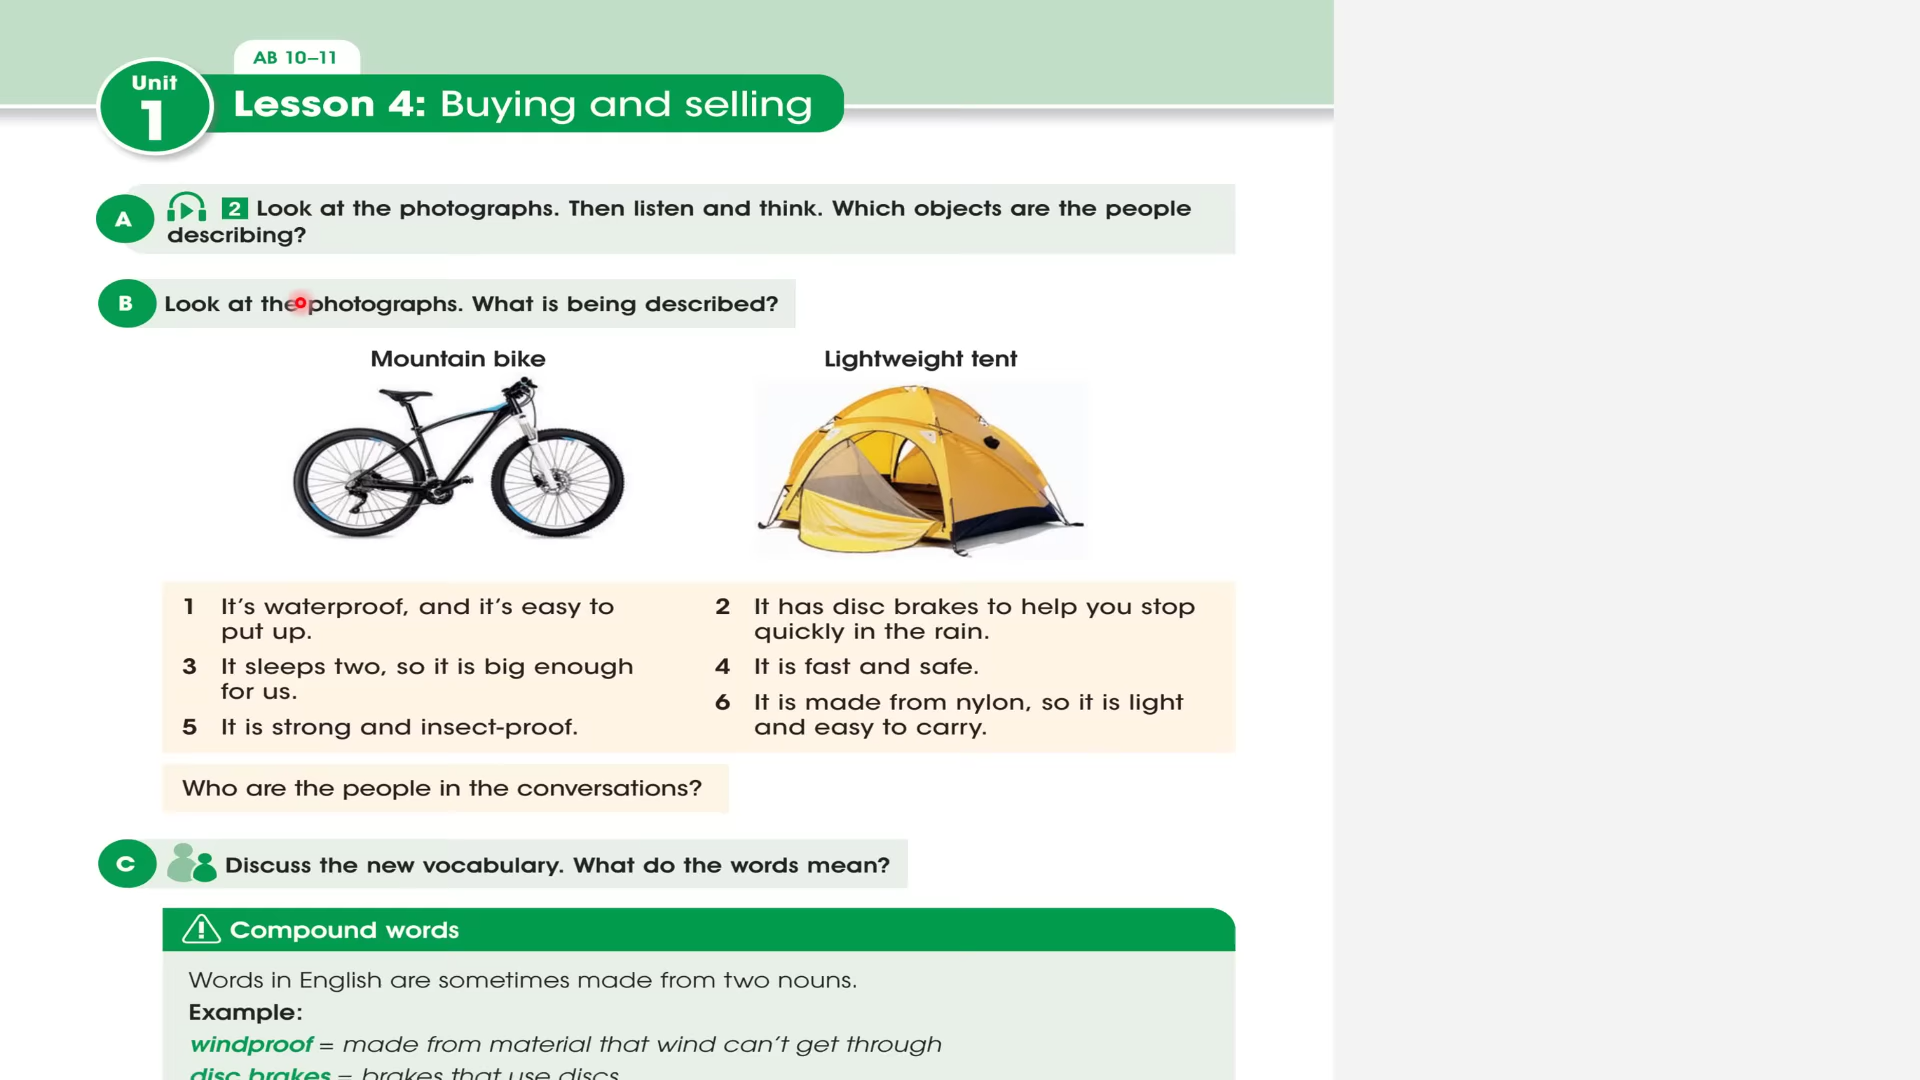 AB 10–11
Unit
1
Lesson 4: Buying and selling
A
2 Look at the photographs. Then listen and think. Which objects are the people
describing?
B
Look at the photographs. What is being described?
Mountain bike
Lightweight tent
1 It’s waterproof, and it’s easy to
put up.
2 It has disc brakes to help you stop
quickly in the rain.
3 It sleeps two, so it is big enough
for us.
4 It is fast and safe.
5 It is strong and insect-proof.
6 It is made from nylon, so it is light
and easy to carry.
Who are the people in the conversations?
C
Discuss the new vocabulary. What do the words mean?
Compound words
Words in English are sometimes made from two nouns.
Example:
windproof = made from material that wind can’t get through
disc brakes = brakes that use discs